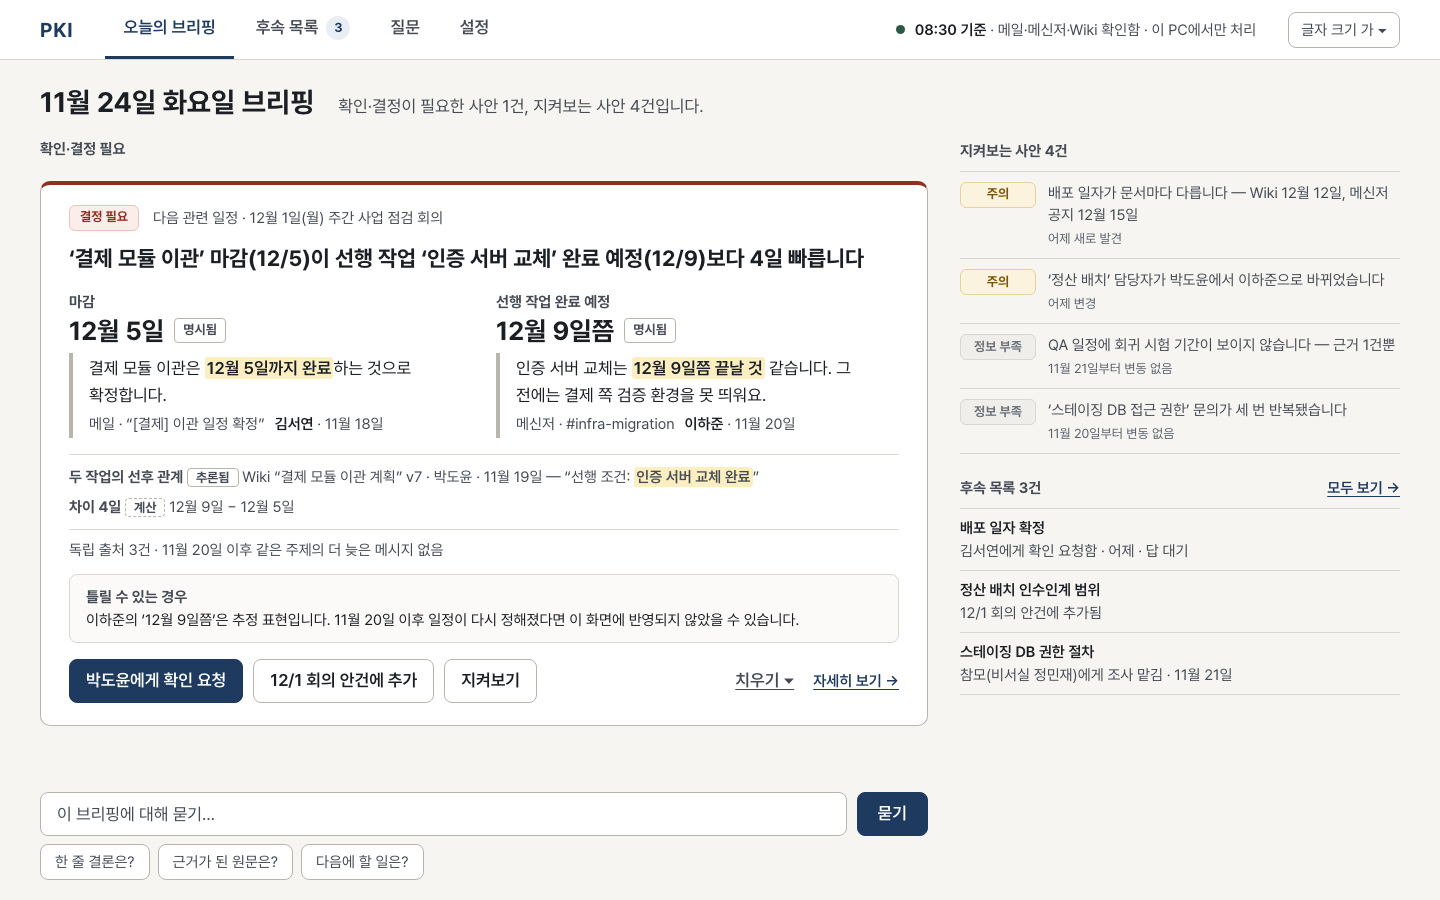 PKI
오늘의 브리핑
후속 목록 3
질문
설정
08:30 기준 · 메일·메신저·Wiki 확인함 · 이 PC에서만 처리
글자 크기 가
11월 24일 화요일 브리핑
확인·결정이 필요한 사안 1건, 지켜보는 사안 4건입니다.
확인·결정 필요
결정 필요
다음 관련 일정 · 12월 1일(월) 주간 사업 점검 회의
‘결제 모듈 이관’ 마감(12/5)이 선행 작업 ‘인증 서버 교체’ 완료 예정(12/9)보다 4일 빠릅니다
마감
12월 5일 명시됨
결제 모듈 이관은 12월 5일까지 완료하는 것으로
확정합니다.
메일 · “[결제] 이관 일정 확정” 김서연 · 11월 18일
선행 작업 완료 예정
12월 9일쯤 명시됨
인증 서버 교체는 12월 9일쯤 끝날 것 같습니다. 그
전에는 결제 쪽 검증 환경을 못 띄워요.
메신저 · #infra-migration 이하준 · 11월 20일
두 작업의 선후 관계 추론됨 Wiki “결제 모듈 이관 계획” v7 · 박도윤 · 11월 19일 — “선행 조건: 인증 서버 교체 완료”
차이 4일 계산 12월 9일 − 12월 5일
독립 출처 3건 · 11월 20일 이후 같은 주제의 더 늦은 메시지 없음
틀릴 수 있는 경우
이하준의 ‘12월 9일쯤’은 추정 표현입니다. 11월 20일 이후 일정이 다시 정해졌다면 이 화면에 반영되지 않았을 수 있습니다.
박도윤에게 확인 요청
12/1 회의 안건에 추가
지켜보기
치우기
자세히 보기 →
이 브리핑에 대해 묻기...
묻기
한 줄 결론은?
근거가 된 원문은?
다음에 할 일은?
지켜보는 사안 4건
주의
배포 일자가 문서마다 다릅니다 — Wiki 12월 12일, 메신저
공지 12월 15일
어제 새로 발견
주의
‘정산 배치’ 담당자가 박도윤에서 이하준으로 바뀌었습니다
어제 변경
정보 부족
QA 일정에 회귀 시험 기간이 보이지 않습니다 — 근거 1건뿐
11월 21일부터 변동 없음
정보 부족
‘스테이징 DB 접근 권한’ 문의가 세 번 반복됐습니다
11월 20일부터 변동 없음
후속 목록 3건
모두 보기 →
배포 일자 확정
김서연에게 확인 요청함 · 어제 · 답 대기
정산 배치 인수인계 범위
12/1 회의 안건에 추가됨
스테이징 DB 권한 절차
참모(비서실 정민재)에게 조사 맡김 · 11월 21일